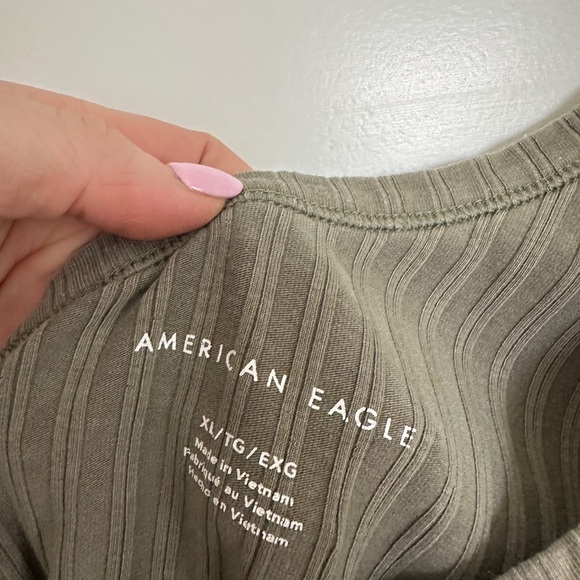 AMERICAN EAGLE
XL/TG/EXG
Made in Vietnam
Fabriqué au Vietnam
Hecho en Vietnam